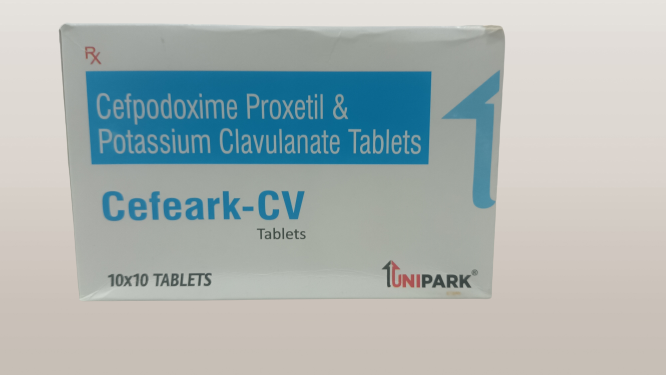 Rx
Cefpodoxime Proxetil &
Potassium Clavulanate Tablets
Cefeark-CV
Tablets
10x10 TABLETS
UNIPARK®